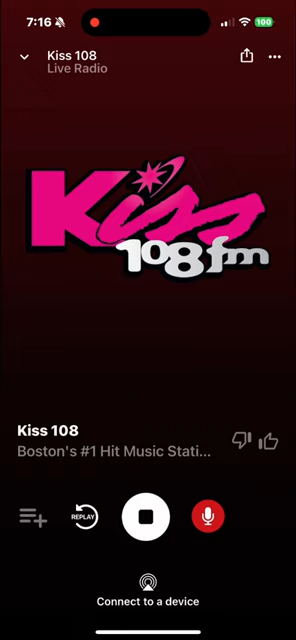 7:16
100
Kiss 108
Live Radio
Kiss
108fm
Kiss 108
Boston's #1 Hit Music Stati...
REPLAY
Connect to a device